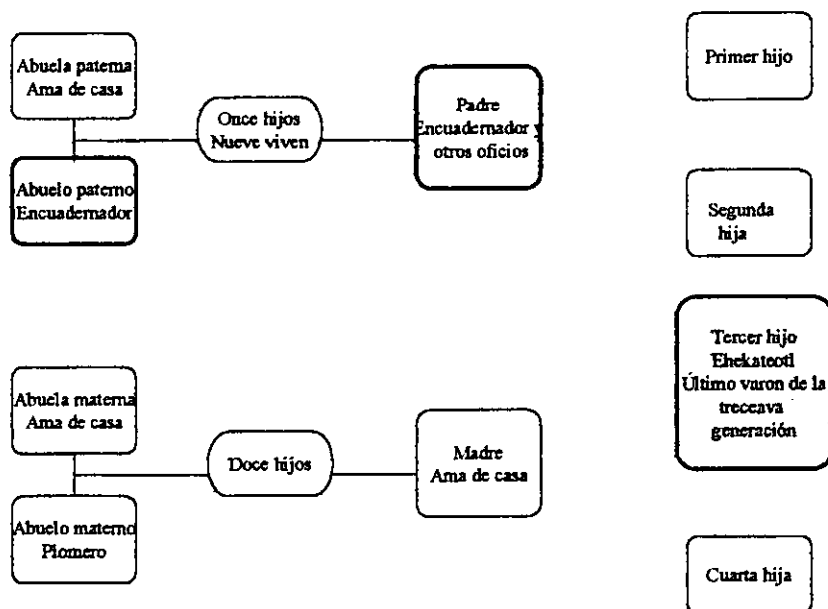 Abuela paterna
Ama de casa
Once hijos
Nueve viven
Padre
Encuadernador y
otros oficios
Abuelo paterno
Encuadernador
Abuela materna
Ama de casa
Doce hijos
Madre
Ama de casa
Abuelo materno
Plomero
Primer hijo
Segunda
hija
Tercer hijo
Ehekateotl
Último varon de la
treceava
generación
Cuarta hija